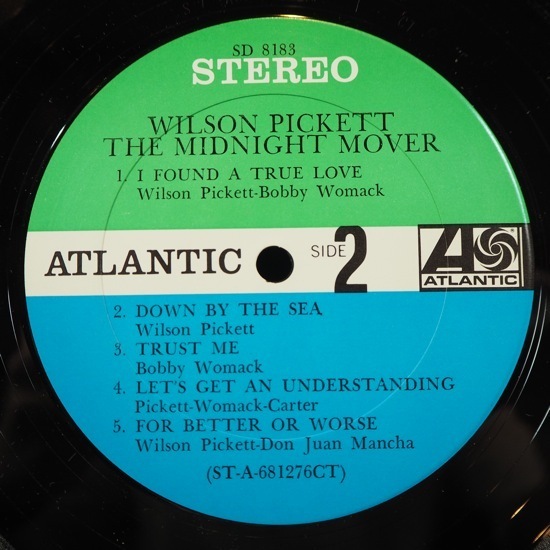 SD 8183
STEREO
WILSON PICKETT
THE MIDNIGHT MOVER
1. I FOUND A TRUE LOVE
Wilson Pickett-Bobby Womack
ATLANTIC SIDE 2 A ATLANTIC
2. DOWN BY THE SEA
Wilson Pickett
3. TRUST ME
Bobby Womack
4. LET'S GET AN UNDERSTANDING
Pickett-Womack-Carter
5. FOR BETTER OR WORSE
Wilson Pickett-Don Juan Mancha
(ST-A-681276CT)